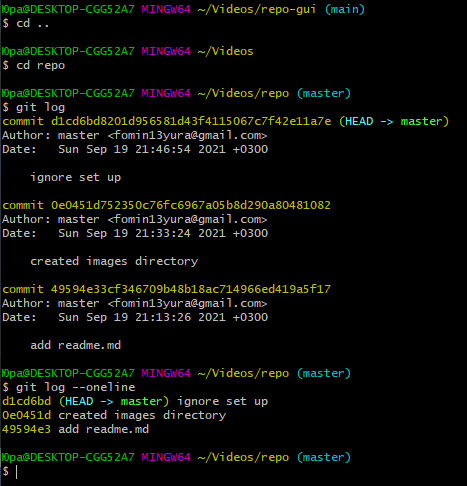 Юра@DESKTOP-CGG52A7 MINGW64 ~/Videos/repo-gui (main)
$ cd ..
Юра@DESKTOP-CGG52A7 MINGW64 ~/Videos
$ cd repo
Юра@DESKTOP-CGG52A7 MINGW64 ~/Videos/repo (master)
$ git log
commit d1cd6bd8201d956581d43f4115067c7f42e11a7e (HEAD -> master)
Author: master <fomin13yura@gmail.com>
Date:   Sun Sep 19 21:46:54 2021 +0300
    ignore set up
commit 0e0451d752350c76fc6967a05b8d290a80481082
Author: master <fomin13yura@gmail.com>
Date:   Sun Sep 19 21:33:24 2021 +0300
    created images directory
commit 49594e33cf346709b48b18ac714966ed419a5f17
Author: master <fomin13yura@gmail.com>
Date:   Sun Sep 19 21:13:26 2021 +0300
    add readme.md
Юра@DESKTOP-CGG52A7 MINGW64 ~/Videos/repo (master)
$ git log --oneline
d1cd6bd (HEAD -> master) ignore set up
0e0451d created images directory
49594e3 add readme.md
Юра@DESKTOP-CGG52A7 MINGW64 ~/Videos/repo (master)
$